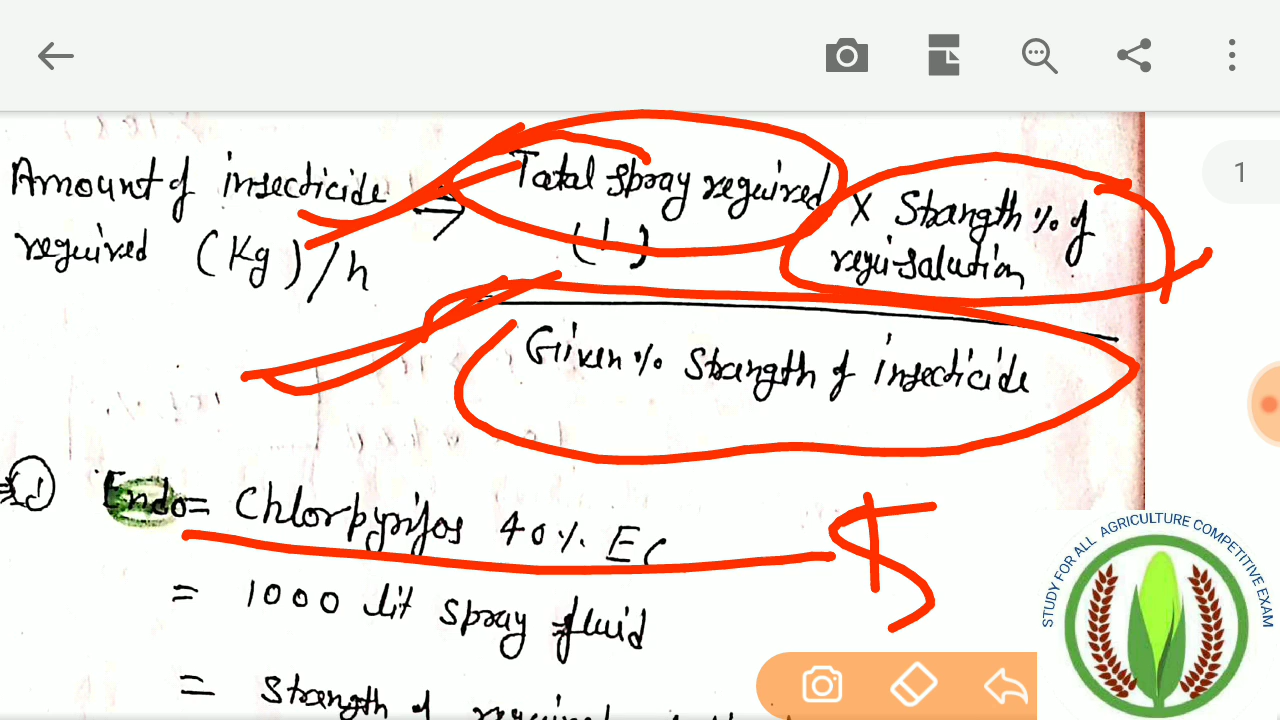 1
Amount of insecticide
required (Kg)/h
Total spray required
(L)
X Strength % of
requi-solution
Given % Strength of insecticide
1
Endo = Chlorpyrifos 40% EC
= 1000 lit spray fluid
= Strength of required
STUDY FOR ALL AGRICULTURE COMPETITIVE EXAM